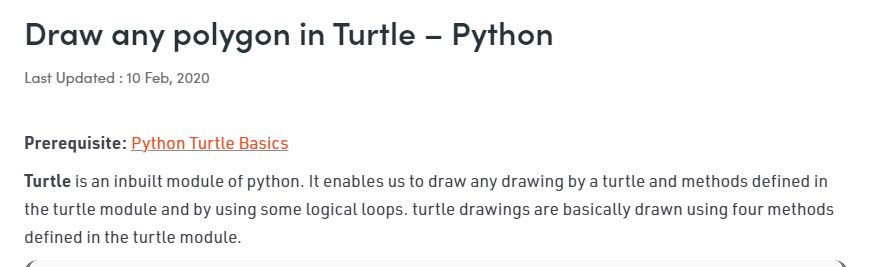 Draw any polygon in Turtle – Python
Last Updated : 10 Feb, 2020
Prerequisite: Python Turtle Basics
Turtle is an inbuilt module of python. It enables us to draw any drawing by a turtle and methods defined in
the turtle module and by using some logical loops. turtle drawings are basically drawn using four methods
defined in the turtle module.